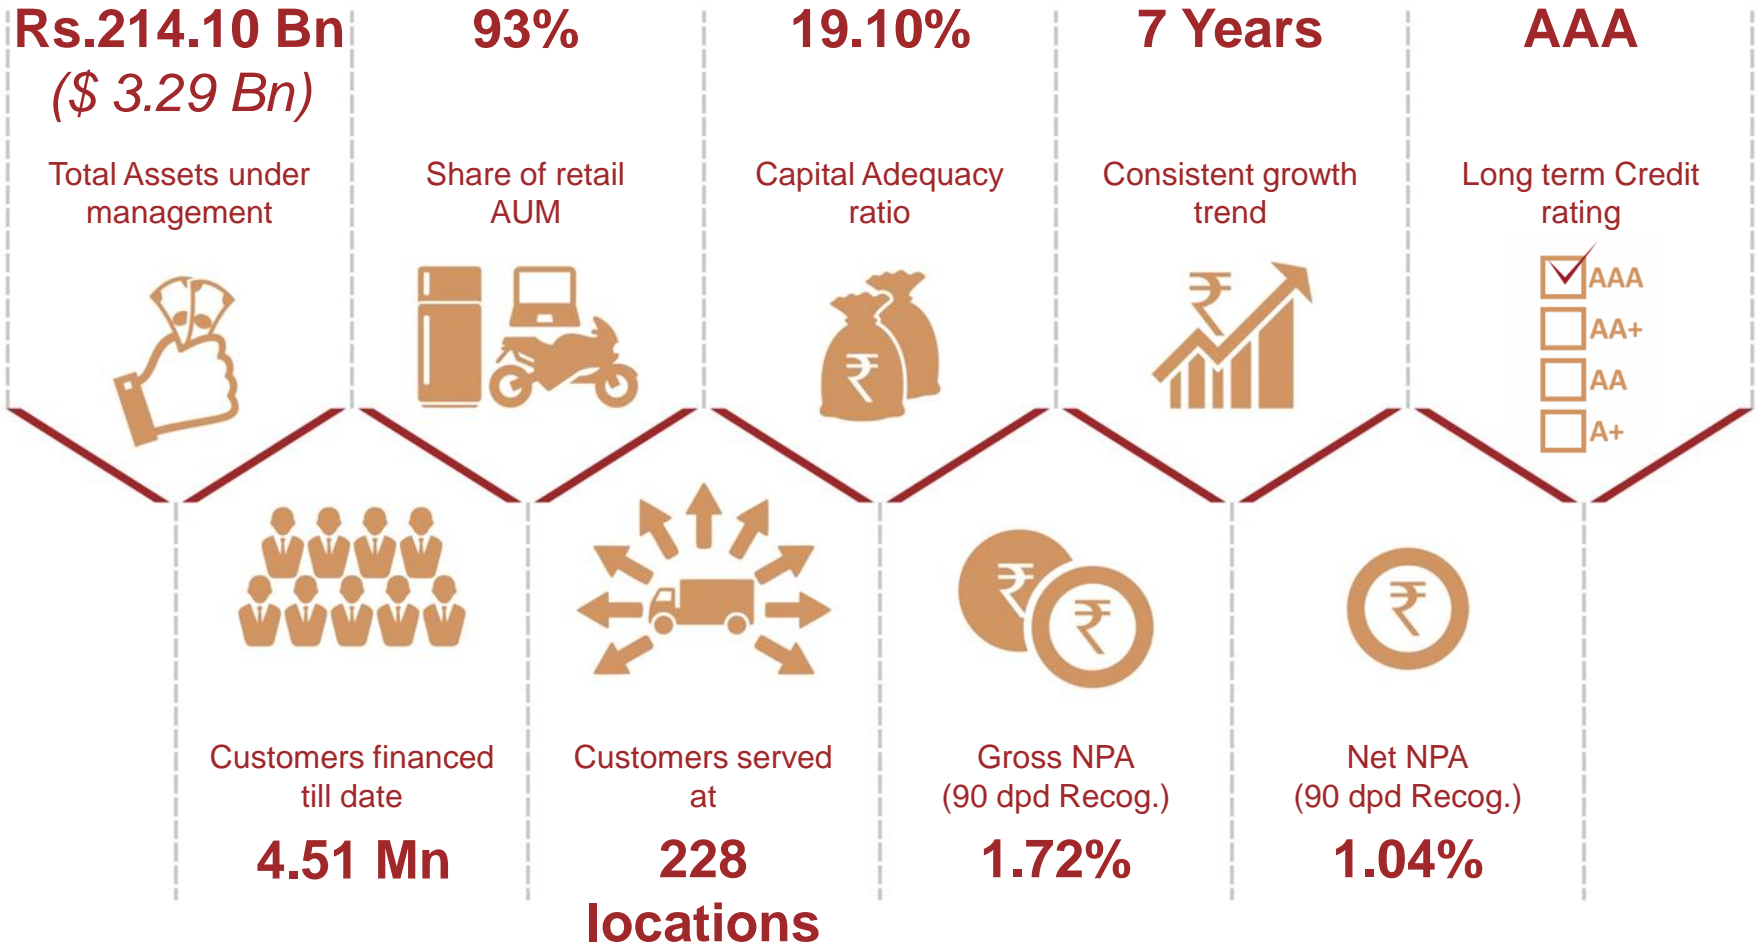 Rs.214.10 Bn
($ 3.29 Bn)
Total Assets under
management
93%
Share of retail
AUM
19.10%
Capital Adequacy
ratio
₹
7 Years
Consistent growth
trend
₹
AAA
Long term Credit
rating
AAA
AA+
AA
A+
Customers financed
till date
4.51 Mn
Customers served
at
228
locations
₹
₹
Gross NPA
(90 dpd Recog.)
1.72%
₹
Net NPA
(90 dpd Recog.)
1.04%